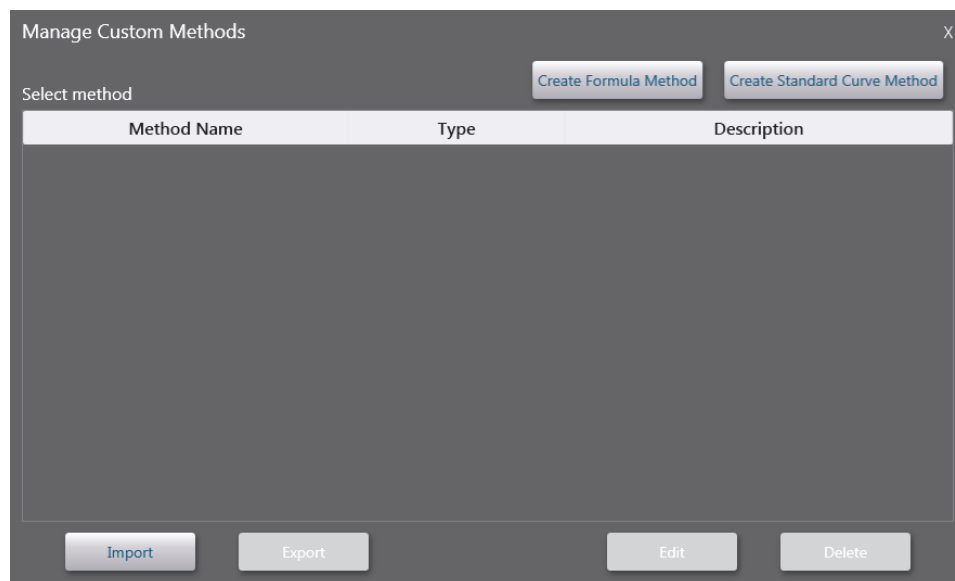 Manage Custom Methods X
Create Formula Method Create Standard Curve Method
Select method
Method Name Type Description
Import Export Edit Delete